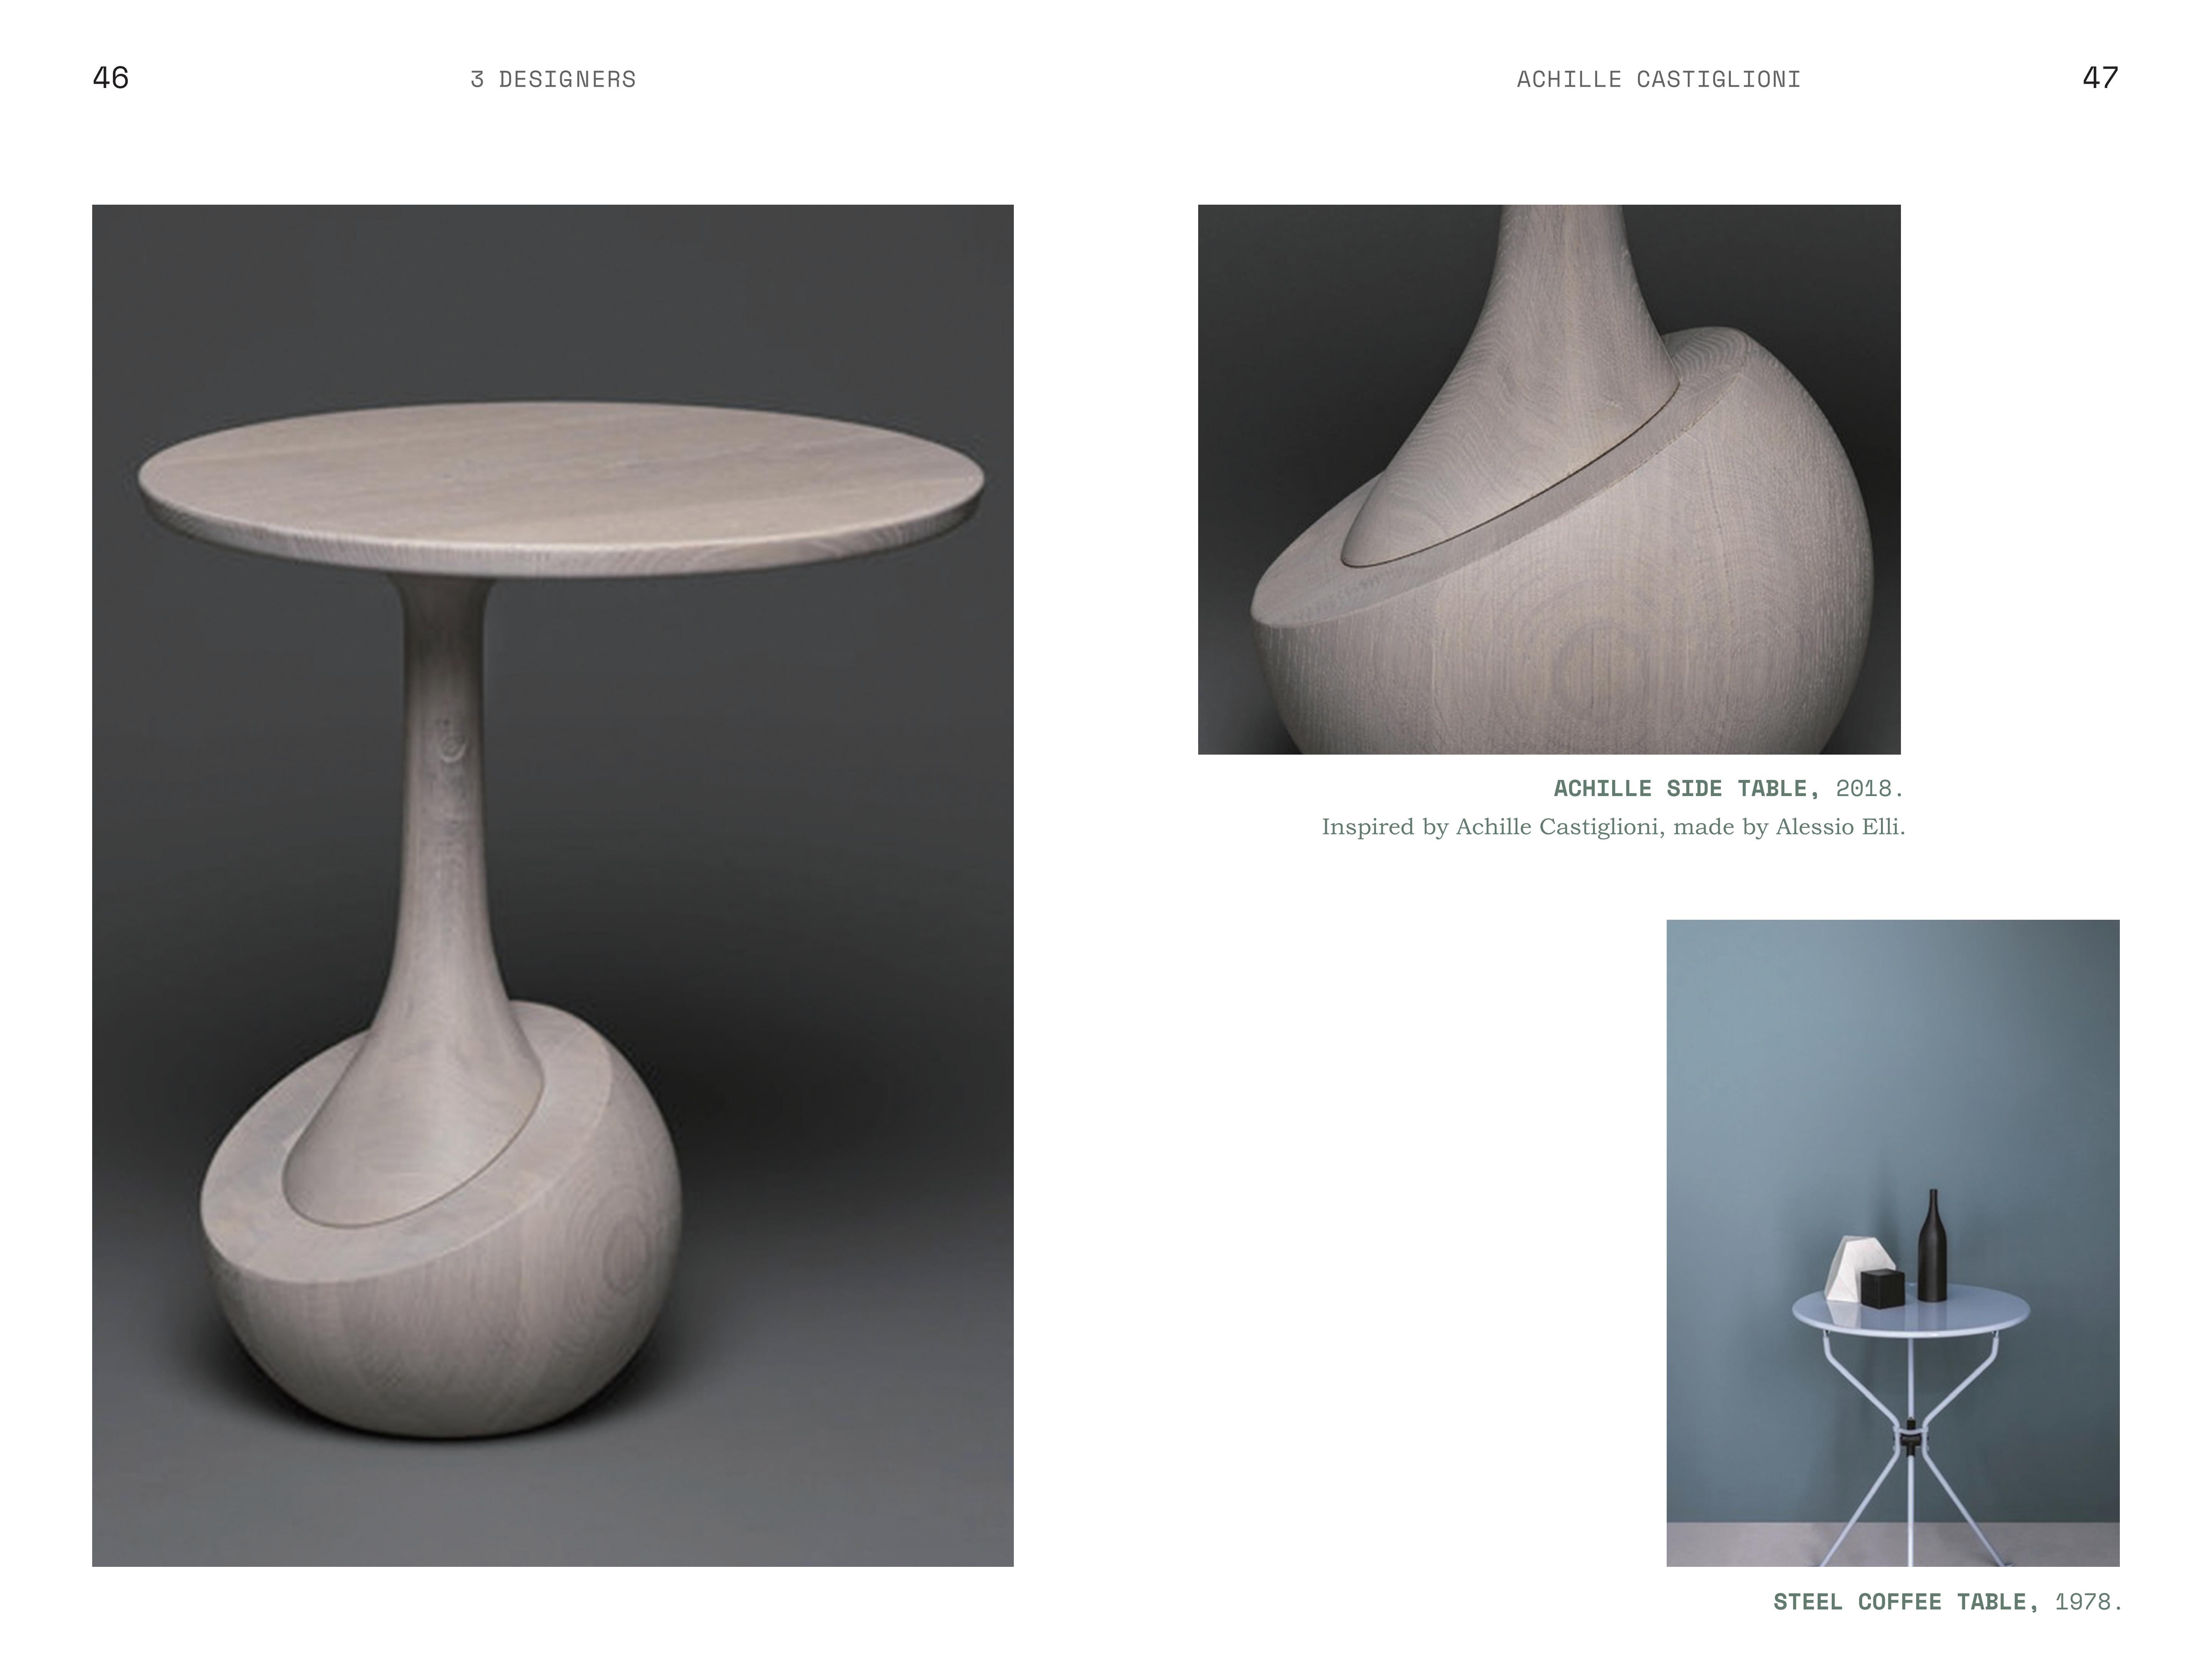 46
3 DESIGNERS
ACHILLE CASTIGLIONI
47
ACHILLE SIDE TABLE, 2018.
Inspired by Achille Castiglioni, made by Alessio Elli.
STEEL COFFEE TABLE, 1978.